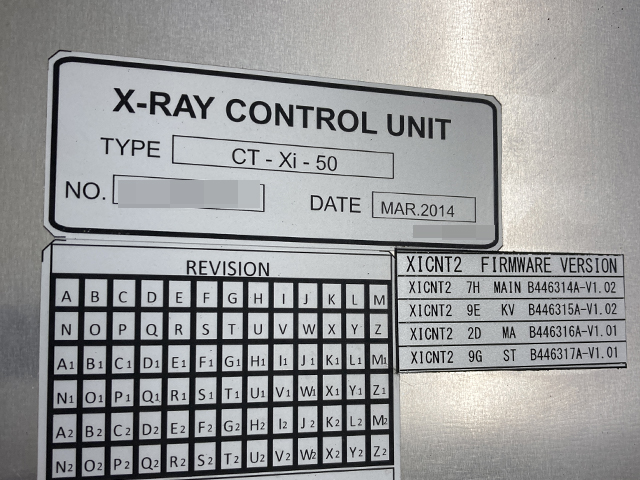 X-RAY CONTROL UNIT
TYPE CT - Xi - 50
NO.
DATE MAR.2014
REVISION
A B C D E F G H I J K L M
N O P Q R S T U V W X Y Z
A1 B1 C1 D1 E1 F1 G1 H1 I1 J1 K1 L1 M1
N1 O1 P1 Q1 R1 S1 T1 U1 V1 W1 X1 Y1 Z1
A2 B2 C2 D2 E2 F2 G2 H2 I2 J2 K2 L2 M2
N2 O2 P2 Q2 R2 S2 T2 U2 V2 W2 X2 Y2 Z2
XICNT2 FIRMWARE VERSION
XICNT2 7H MAIN B446314A-V1.02
XICNT2 9E KV B446315A-V1.02
XICNT2 2D MA B446316A-V1.01
XICNT2 9G ST B446317A-V1.01